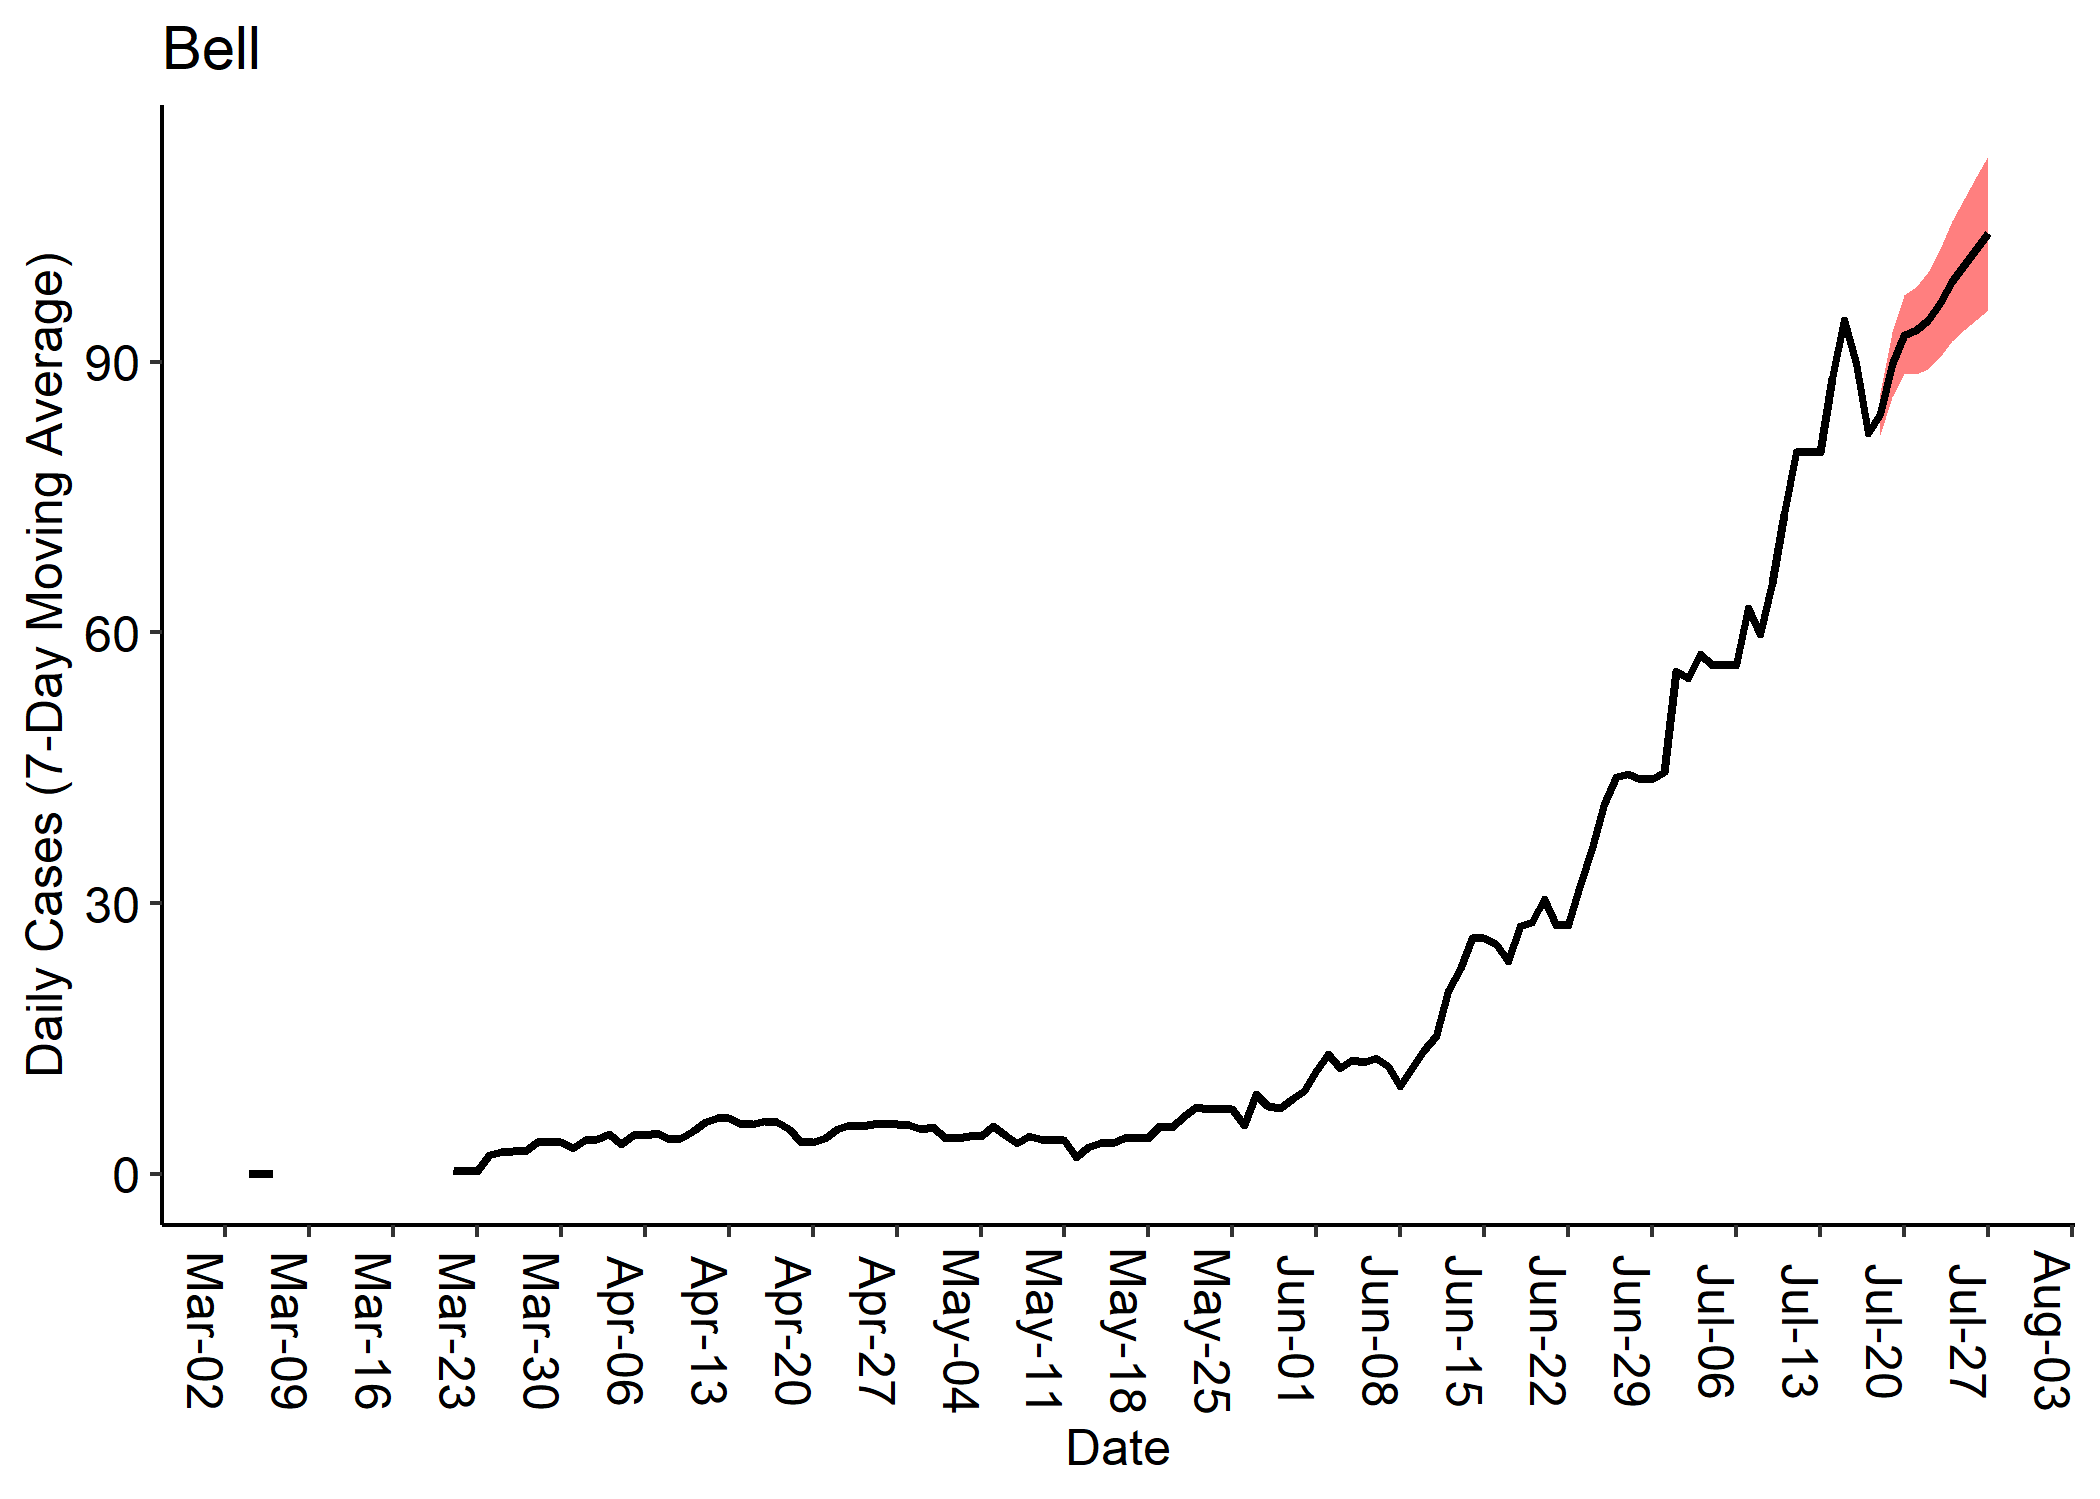 Bell
Daily Cases (7-Day Moving Average)
90
60
30
0
Mar-02
Mar-09
Mar-16
Mar-23
Mar-30
Apr-06
Apr-13
Apr-20
Apr-27
May-04
May-11
May-18
May-25
Jun-01
Jun-08
Jun-15
Jun-22
Jun-29
Jul-06
Jul-13
Jul-20
Jul-27
Aug-03
Date